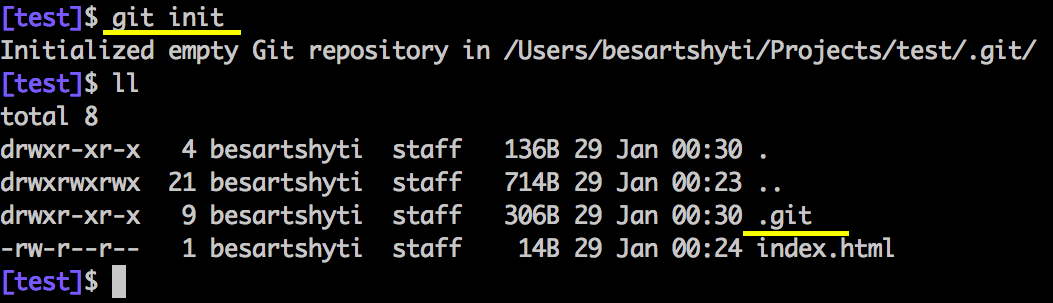 [test]$ git init
Initialized empty Git repository in /Users/besartshyti/Projects/test/.git/
[test]$ ll
total 8
drwxr-xr-x   4 besartshyti  staff   136B 29 Jan 00:30 .
drwxrwxrwx  21 besartshyti  staff   714B 29 Jan 00:23 ..
drwxr-xr-x   9 besartshyti  staff   306B 29 Jan 00:30 .git
-rw-r--r--   1 besartshyti  staff    14B 29 Jan 00:24 index.html
[test]$